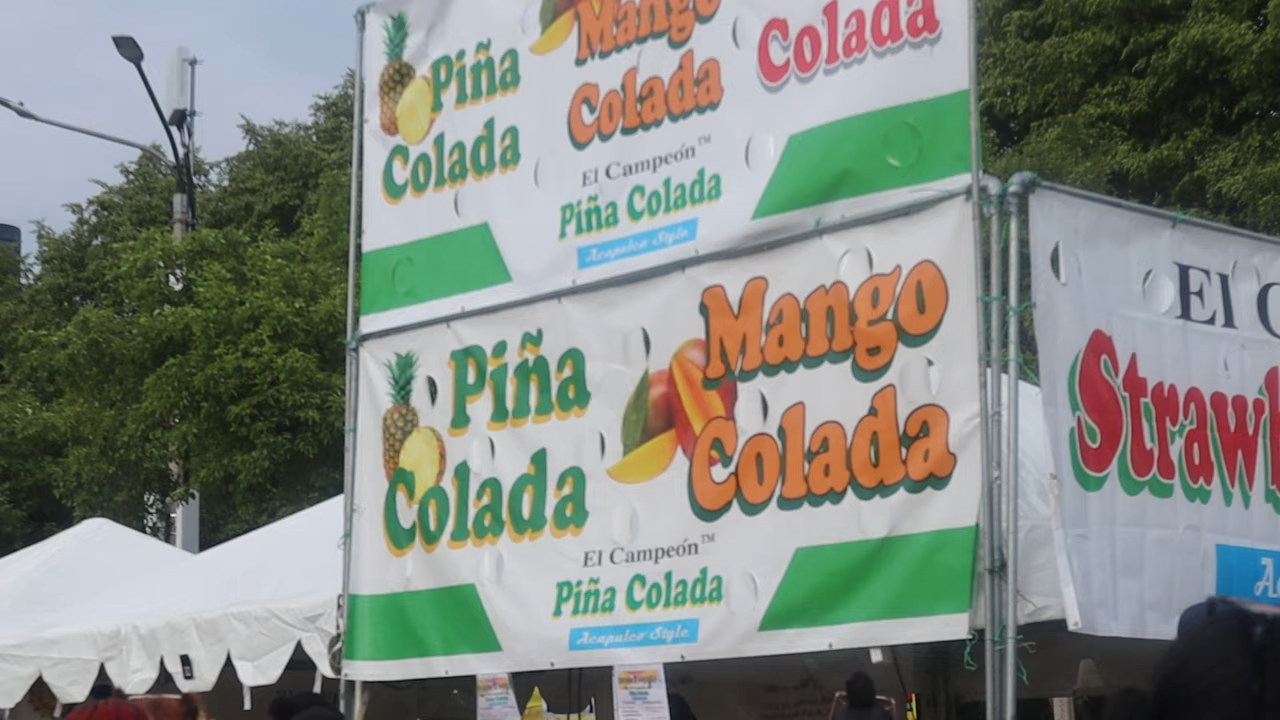 Piña
Colada
Mango
Colada
Colada
El Campeón™
Piña Colada
Acapulco Style
Piña
Colada
Mango
Colada
El Campeón™
Piña Colada
Acapulco Style
El
Strawb